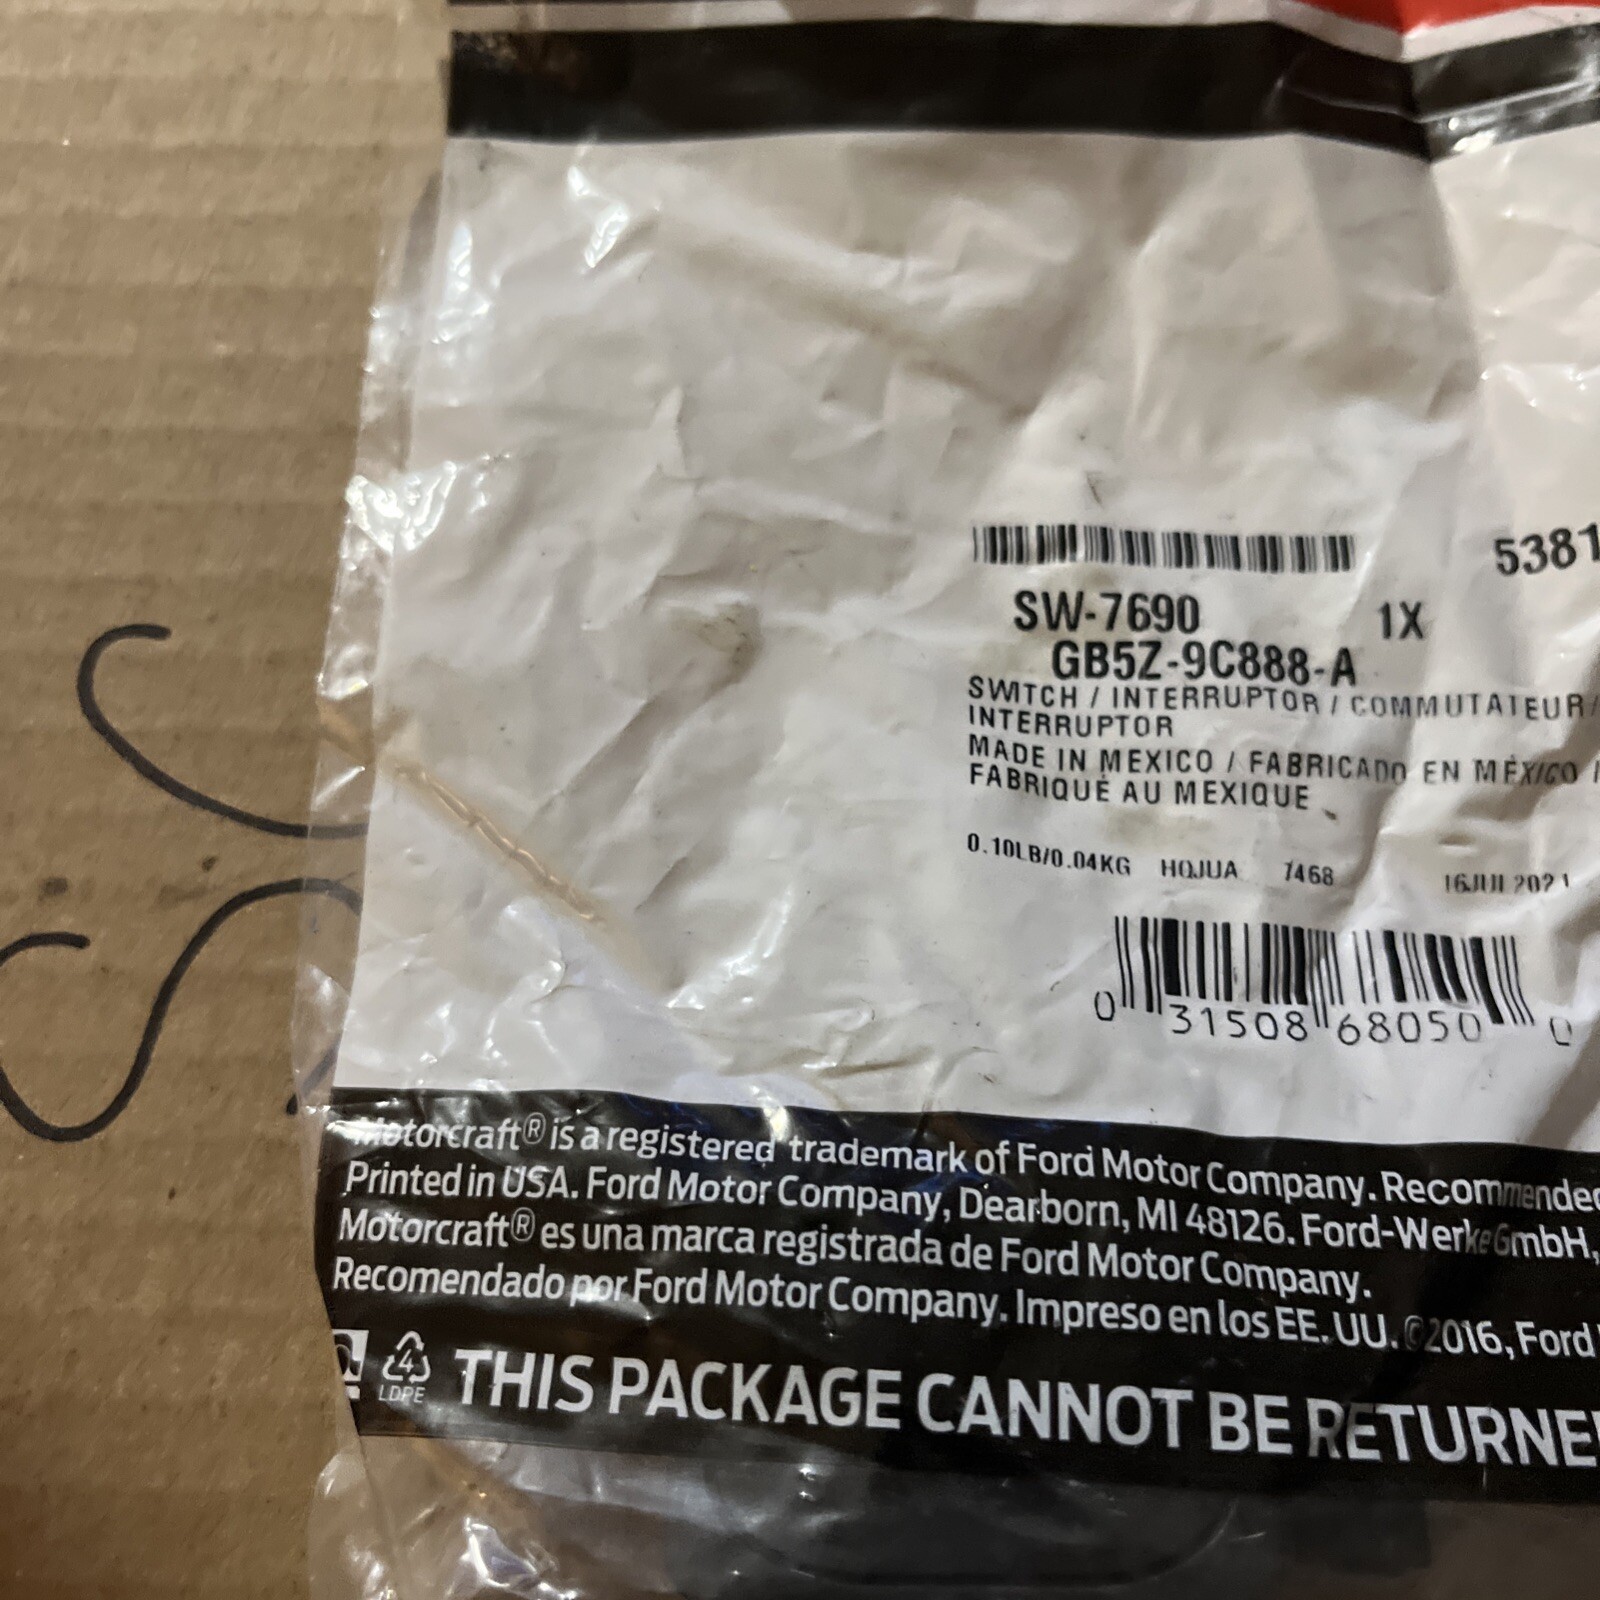 5381
SW-7690 1X
GB5Z-9C888-A
SWITCH / INTERRUPTOR / COMMUTATEUR /
INTERRUPTOR
MADE IN MEXICO / FABRICADO EN MÉXICO /
FABRIQUÉ AU MEXIQUE
0.10LB/0.04KG HOJUA 7468 16JUL2021
0 31508 68050 0
Motorcraft® is a registered trademark of Ford Motor Company. Recommended
Printed in USA. Ford Motor Company, Dearborn, MI 48126. Ford-Werke GmbH,
Motorcraft® es una marca registrada de Ford Motor Company.
Recomendado por Ford Motor Company. Impreso en los EE. UU. ©2016, Ford
4
LDPE
THIS PACKAGE CANNOT BE RETURNE